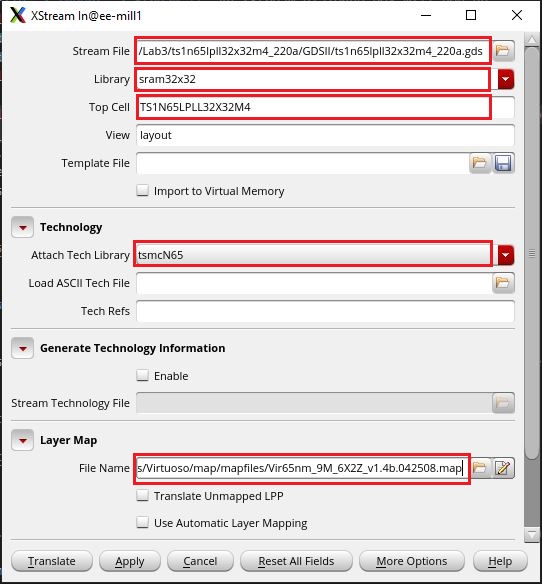 XStream In@ee-mill1
Stream File /Lab3/ts1n65lpll32x32m4_220a/GDSII/ts1n65lpll32x32m4_220a.gds
Library sram32x32
Top Cell TS1N65LPLL32X32M4
View layout
Template File
Import to Virtual Memory
Technology
Attach Tech Library tsmcN65
Load ASCII Tech File
Tech Refs
Generate Technology Information
Enable
Stream Technology File
Layer Map
File Name s/Virtuoso/map/mapfiles/Vir65nm_9M_6X2Z_v1.4b.042508.map
Translate Unmapped LPP
Use Automatic Layer Mapping
Translate Apply Cancel Reset All Fields More Options Help